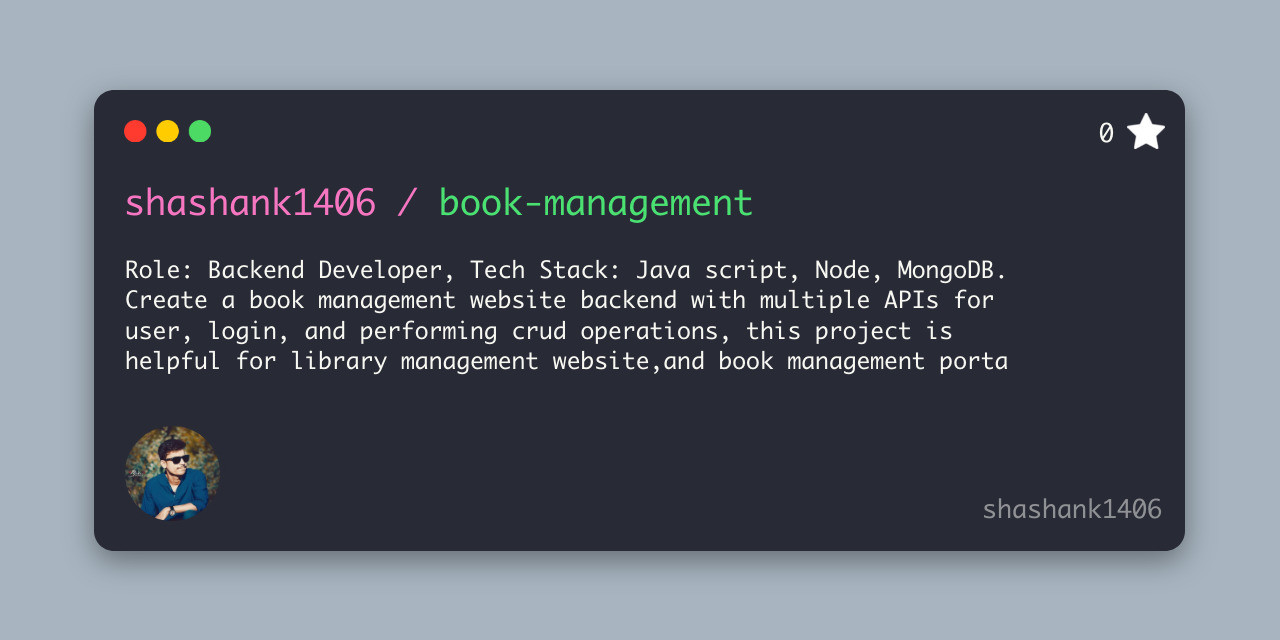 0
shashank1406 / book-management
Role: Backend Developer, Tech Stack: Java script, Node, MongoDB.
Create a book management website backend with multiple APIs for
user, login, and performing crud operations, this project is
helpful for library management website,and book management porta
shashank1406